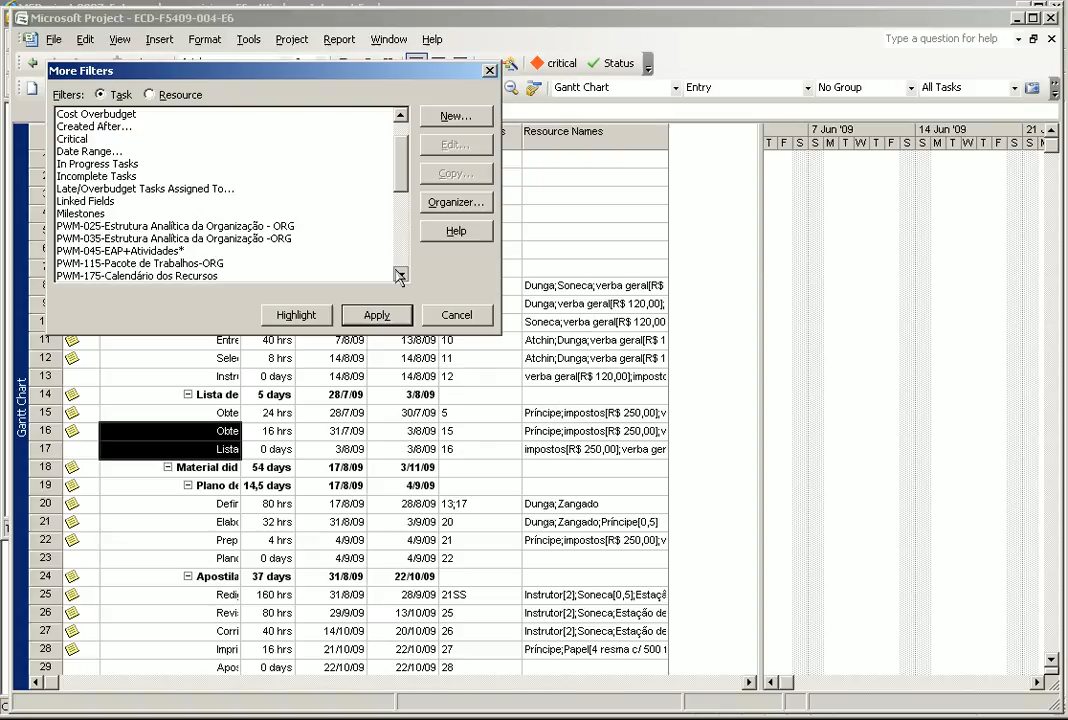 Microsoft Project - ECD-F5409-004-E6
File Edit View Insert Format Tools Project Report Window Help Type a question for help
critical Status
Gantt Chart Entry No Group All Tasks
More Filters
Filters: Task Resource
Cost Overbudget
Created After...
Critical
Date Range...
In Progress Tasks
Incomplete Tasks
Late/Overbudget Tasks Assigned To...
Linked Fields
Milestones
PWM-025-Estrutura Analítica da Organização - ORG
PWM-035-Estrutura Analítica da Organização -ORG
PWM-045-EAP+Atividades*
PWM-115-Pacote de Trabalhos-ORG
PWM-175-Calendário dos Recursos
New...
Edit...
Copy...
Organizer...
Help
Highlight Apply Cancel
Resource Names
7 Jun '09 14 Jun '09 21
T F S S M T W T F S S M T W T F S S M
Dunga;Soneca;verba geral[R$
Dunga;verba geral[R$ 120,00]
Soneca;verba geral[R$ 120,00
11 Entre 40 hrs 7/8/09 13/8/09 10 Atchin;Dunga;verba geral[R$ 1
12 Sele 8 hrs 14/8/09 14/8/09 11 Atchin;Dunga;verba geral[R$ 1
13 Instr 0 days 14/8/09 14/8/09 12 verba geral[R$ 120,00];imposto
14 Lista de 5 days 28/7/09 3/8/09
15 Obte 24 hrs 28/7/09 30/7/09 5 Príncipe;impostos[R$ 250,00];v
16 Obte 16 hrs 31/7/09 3/8/09 15 Príncipe;impostos[R$ 250,00];v
17 Lista 0 days 3/8/09 3/8/09 16 impostos[R$ 250,00];verba ger
18 Material did 54 days 17/8/09 3/11/09
19 Plano de 14,5 days 17/8/09 4/9/09
20 Defir 80 hrs 17/8/09 28/8/09 13;17 Dunga;Zangado
21 Elab 32 hrs 31/8/09 3/9/09 20 Dunga;Zangado;Príncipe[0,5]
22 Prep 4 hrs 4/9/09 4/9/09 21 Príncipe;impostos[R$ 250,00];v
23 Planc 0 days 4/9/09 4/9/09 22
24 Apostila 37 days 31/8/09 22/10/09
25 Redi 160 hrs 31/8/09 28/9/09 21SS Instrutor[2];Soneca[0,5];Estaçã
26 Revi 80 hrs 29/9/09 13/10/09 25 Instrutor[2];Soneca;Estação de
27 Corri 40 hrs 14/10/09 20/10/09 26 Instrutor[2];Soneca;Estação de
28 Impri 16 hrs 21/10/09 22/10/09 27 Príncipe;Papel[4 resma c/ 500 f
29 Apos 0 days 22/10/09 22/10/09 28
Gantt Chart